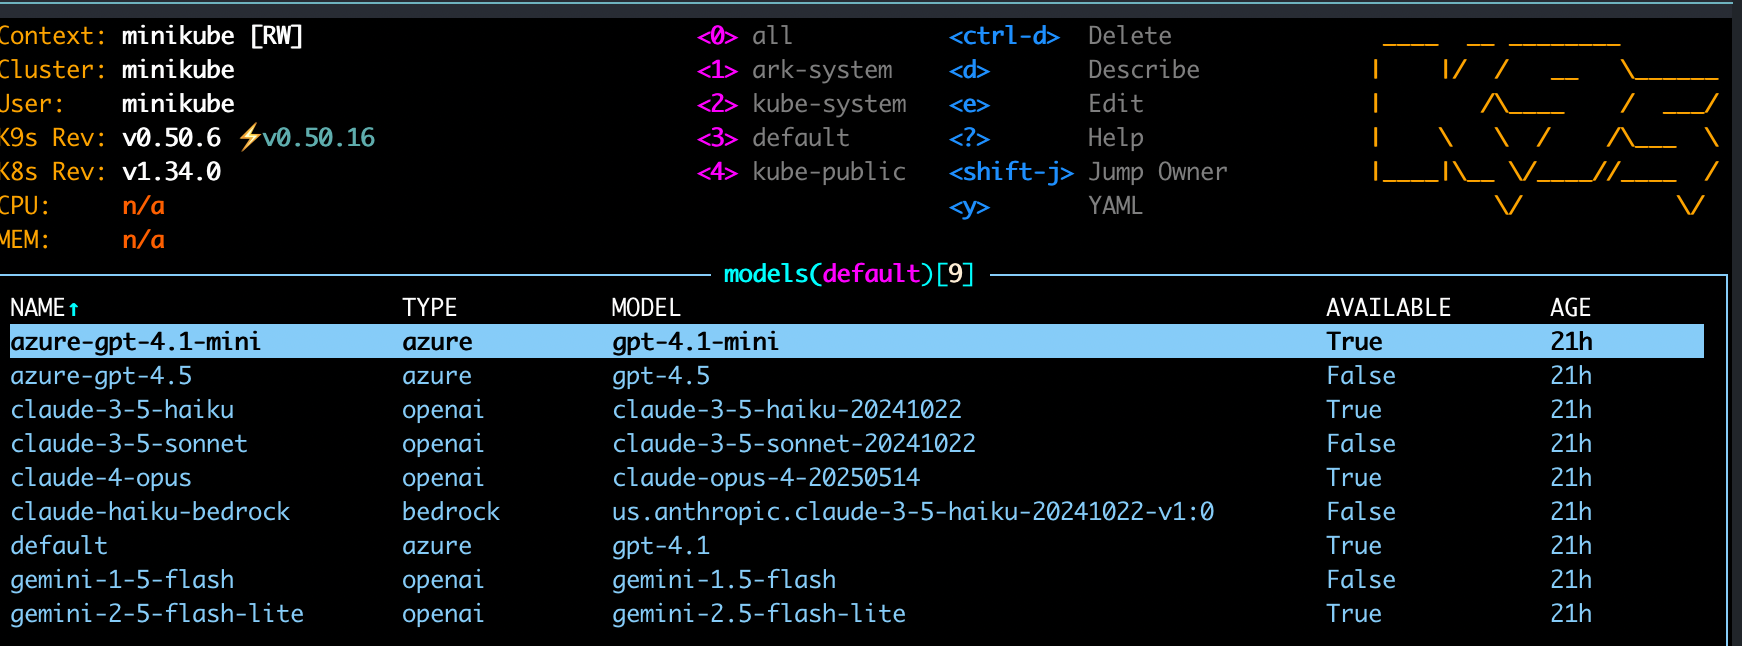 Context: minikube [RW] <0> all <ctrl-d> Delete
Cluster: minikube <1> ark-system <d> Describe
User: minikube <2> kube-system <e> Edit
K9s Rev: v0.50.6 ⚡v0.50.16 <3> default <?> Help
K8s Rev: v1.34.0 <4> kube-public <shift-j> Jump Owner
CPU: n/a <y> YAML
MEM: n/a
models(default)[9]
NAME↑ TYPE MODEL AVAILABLE AGE
azure-gpt-4.1-mini azure gpt-4.1-mini True 21h
azure-gpt-4.5 azure gpt-4.5 False 21h
claude-3-5-haiku openai claude-3-5-haiku-20241022 True 21h
claude-3-5-sonnet openai claude-3-5-sonnet-20241022 False 21h
claude-4-opus openai claude-opus-4-20250514 True 21h
claude-haiku-bedrock bedrock us.anthropic.claude-3-5-haiku-20241022-v1:0 False 21h
default azure gpt-4.1 True 21h
gemini-1-5-flash openai gemini-1.5-flash False 21h
gemini-2-5-flash-lite openai gemini-2.5-flash-lite True 21h